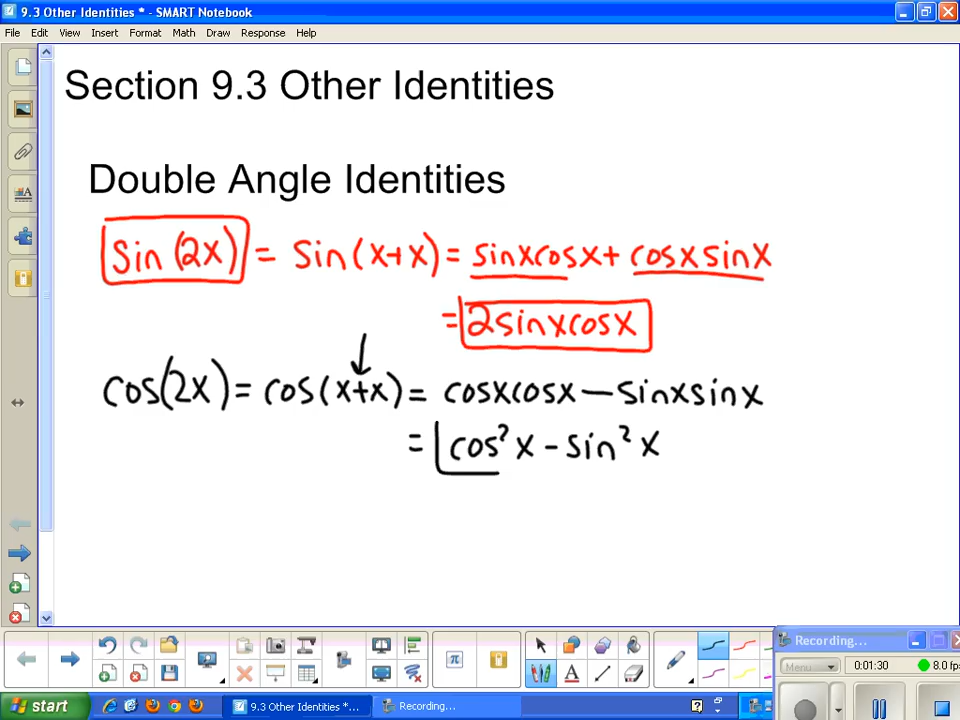 9.3 Other Identities * - SMART Notebook
File Edit View Insert Format Math Draw Response Help
Section 9.3 Other Identities
Double Angle Identities
sin(2x) = sin(x+x) = sinxcosx + cosxsinx
= 2sinxcosx
cos(2x) = cos(x+x) = cosxcosx - sinxsinx
= cos²x - sin²x
Recording...
Menu 0:01:30 8.0 fp
start 9.3 Other Identities *... Recording...